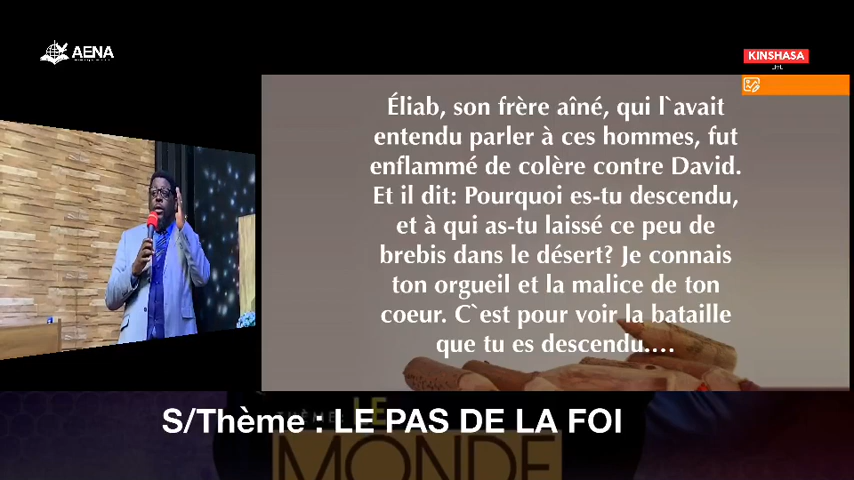 AENA
KINSHASA
Éliab, son frère aîné, qui l`avait
entendu parler à ces hommes, fut
enflammé de colère contre David.
Et il dit: Pourquoi es-tu descendu,
et à qui as-tu laissé ce peu de
brebis dans le désert? Je connais
ton orgueil et la malice de ton
coeur. C`est pour voir la bataille
que tu es descendu....
S/Thème : LE PAS DE LA FOI
THÈME: LE
MONDE